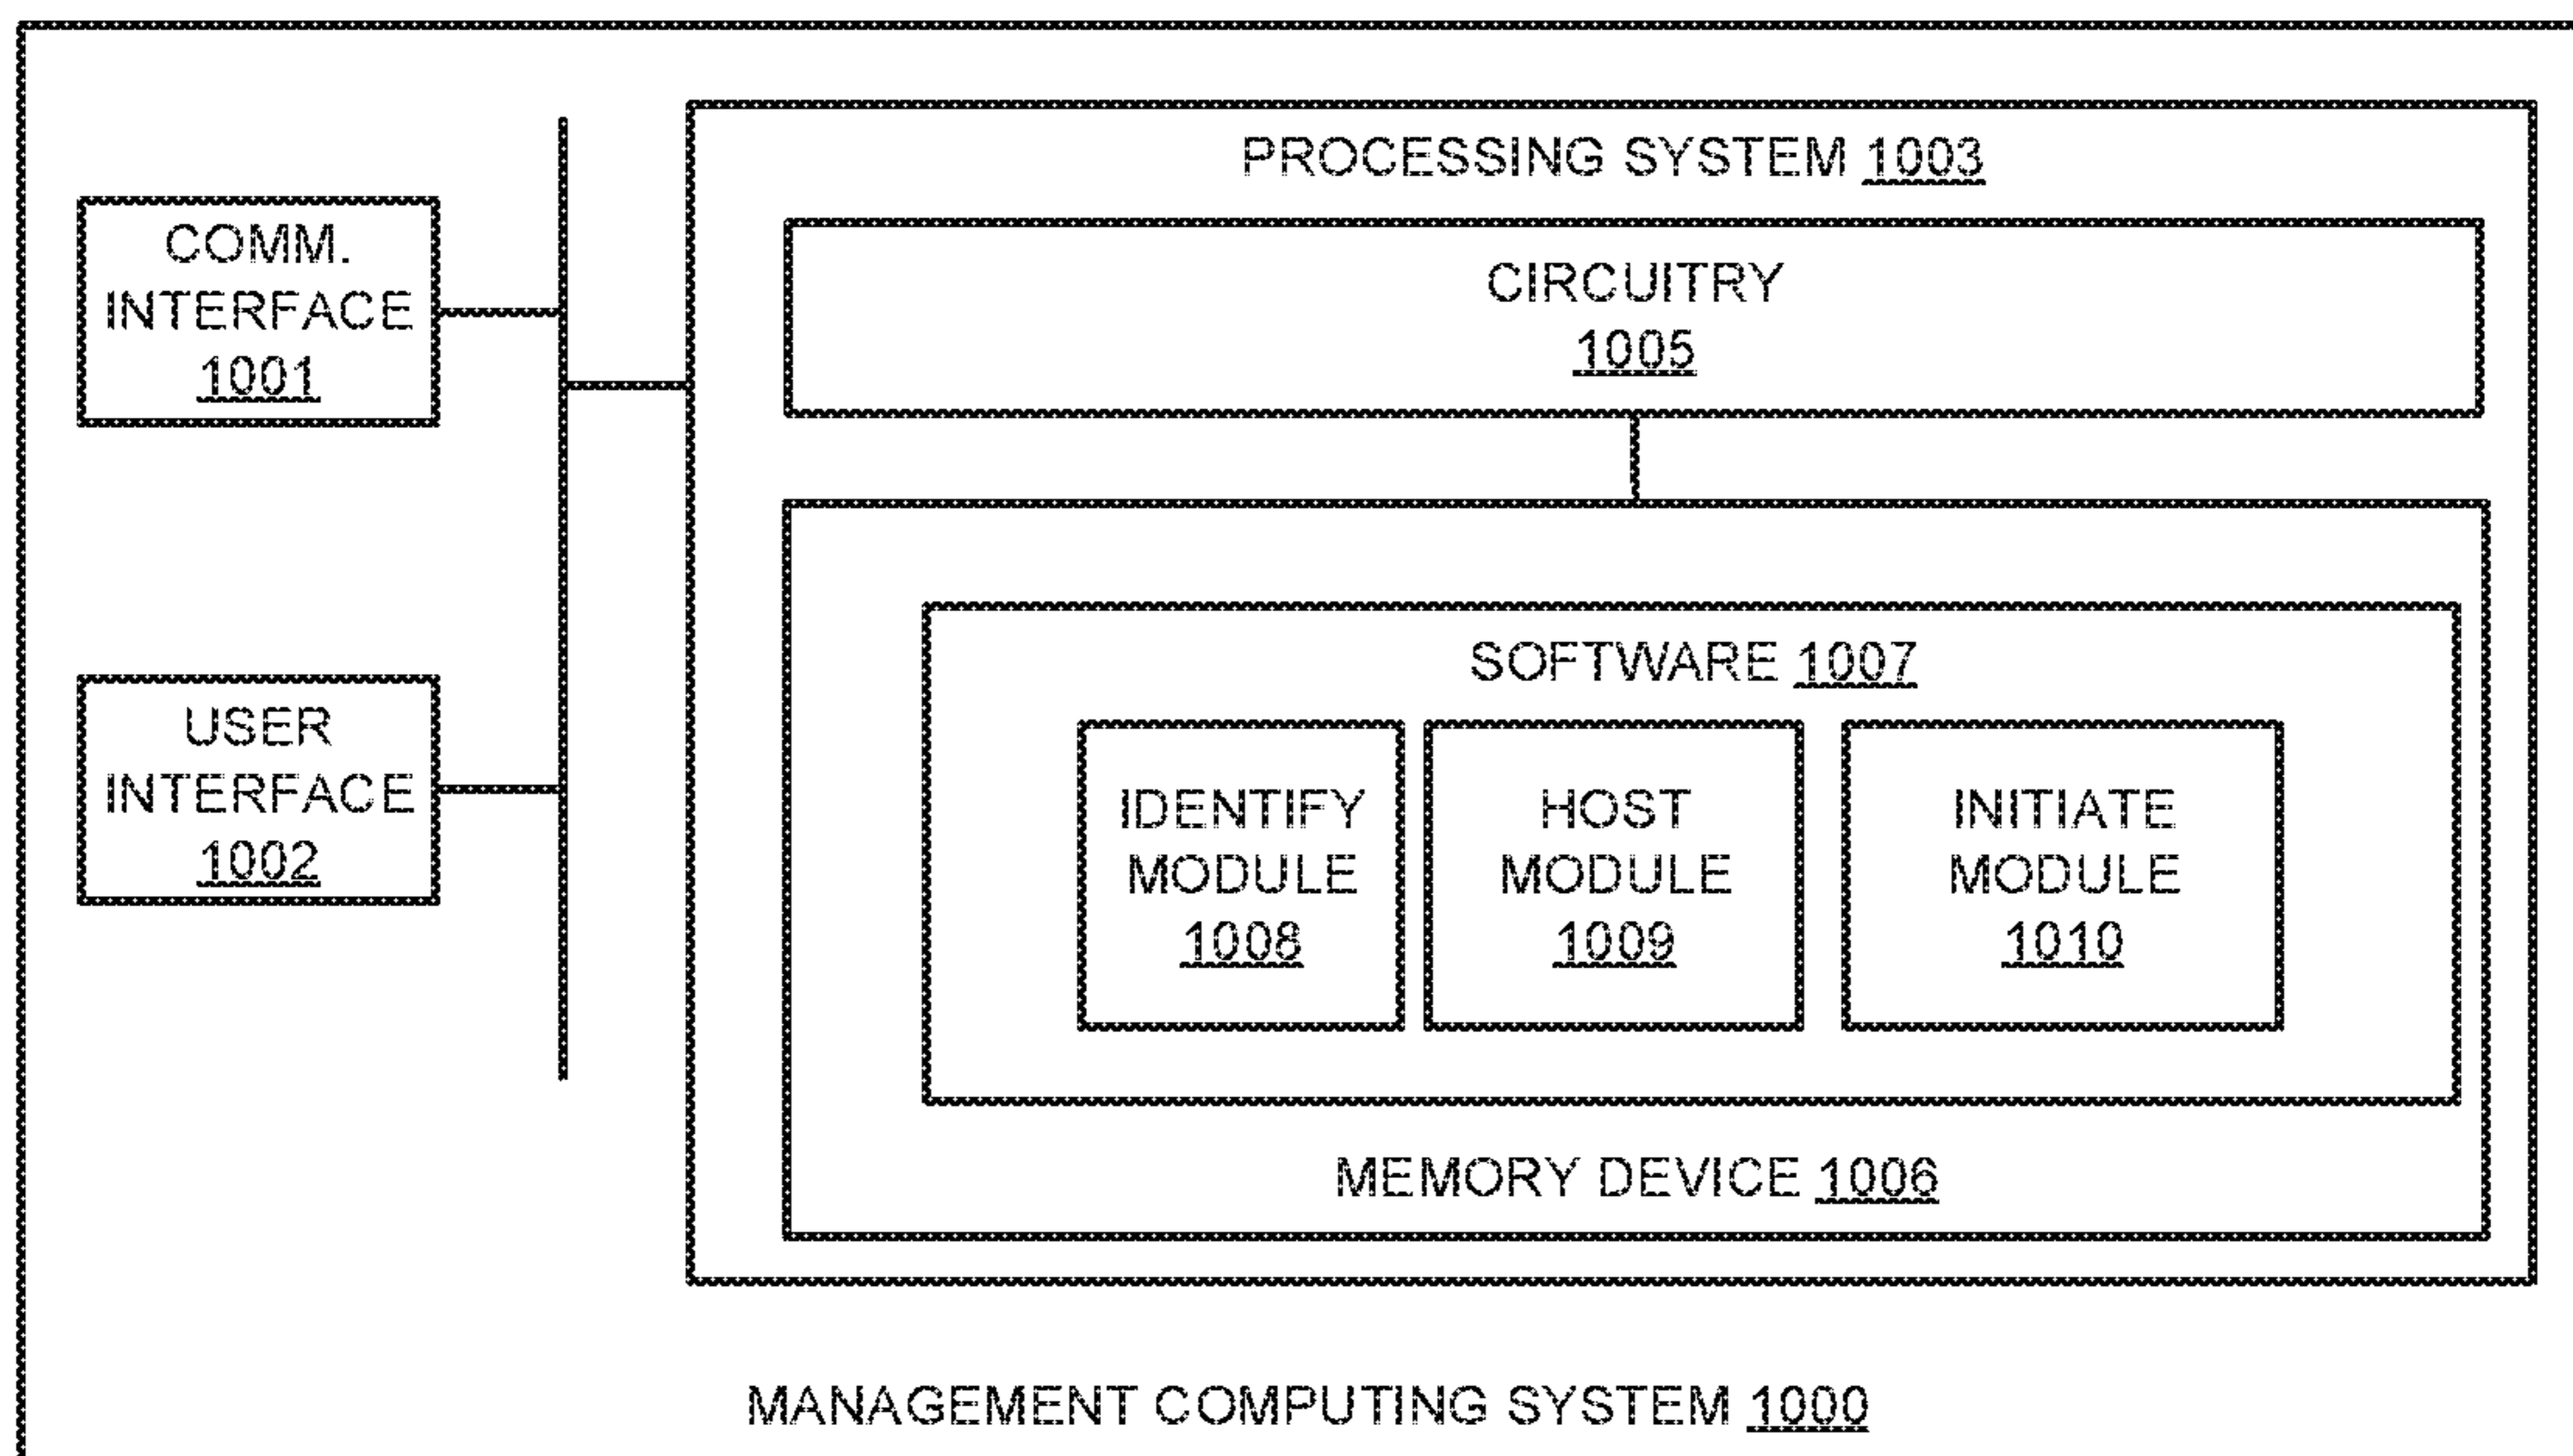 PROCESSING SYSTEM 1003
COMM.
INTERFACE
1001
CIRCUITRY
1005
USER
INTERFACE
1002
SOFTWARE 1007
IDENTIFY
MODULE
1008
HOST
MODULE
1009
INITIATE
MODULE
1010
MEMORY DEVICE 1006
MANAGEMENT COMPUTING SYSTEM 1000